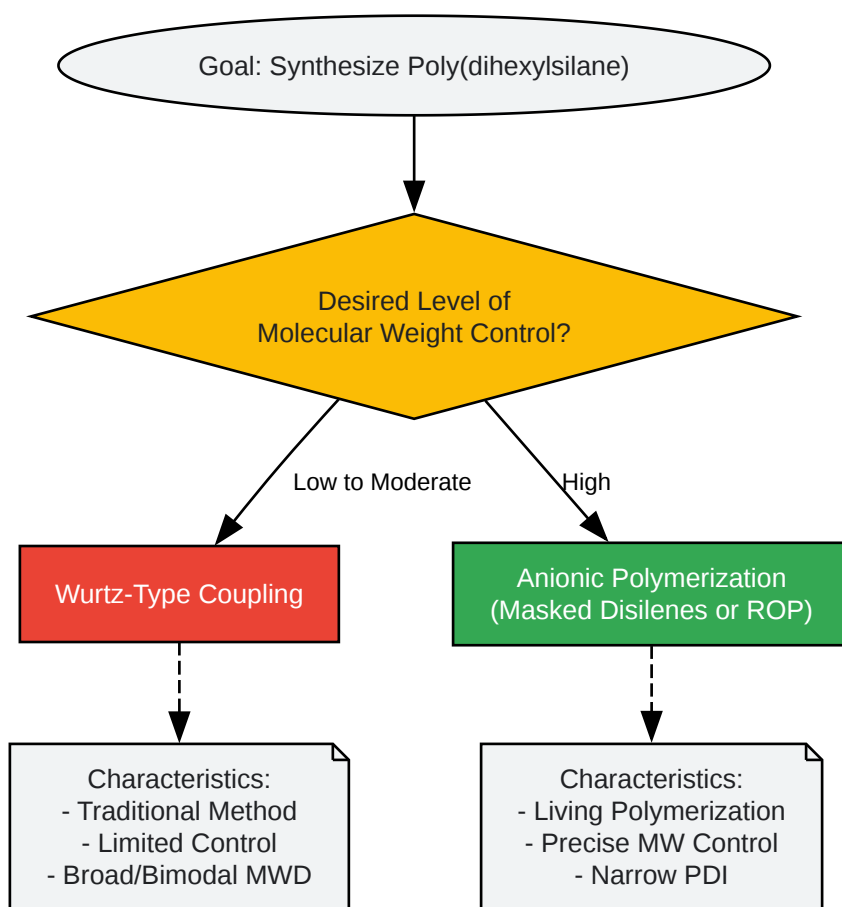 Goal: Synthesize Poly(dihexylsilane)
Desired Level of
Molecular Weight Control?
Low to Moderate
High
Wurtz-Type Coupling
Anionic Polymerization
(Masked Disilenes or ROP)
Characteristics:
- Traditional Method
- Limited Control
- Broad/Bimodal MWD
Characteristics:
- Living Polymerization
- Precise MW Control
- Narrow PDI